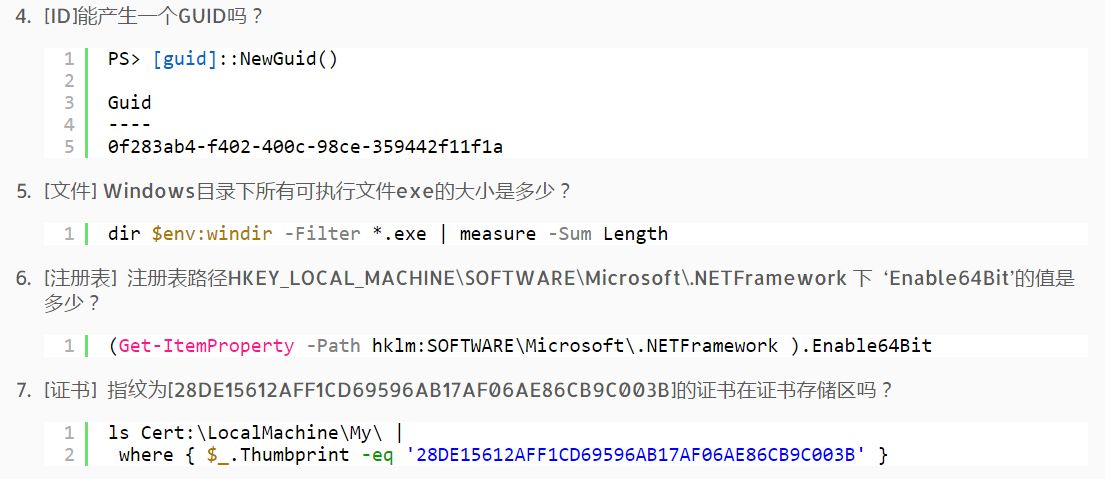 4. [ID]能产生一个GUID吗？
1 PS> [guid]::NewGuid()
2
3 Guid
4 ----
5 0f283ab4-f402-400c-98ce-359442f11f1a
5. [文件] Windows目录下所有可执行文件exe的大小是多少？
1 dir $env:windir -Filter *.exe | measure -Sum Length
6. [注册表] 注册表路径HKEY_LOCAL_MACHINE\SOFTWARE\Microsoft\.NETFramework 下 ‘Enable64Bit’的值是
多少？
1 (Get-ItemProperty -Path hklm:SOFTWARE\Microsoft\.NETFramework ).Enable64Bit
7. [证书] 指纹为[28DE15612AFF1CD69596AB17AF06AE86CB9C003B]的证书在证书存储区吗？
1 ls Cert:\LocalMachine\My\ |
2 where { $_.Thumbprint -eq '28DE15612AFF1CD69596AB17AF06AE86CB9C003B' }